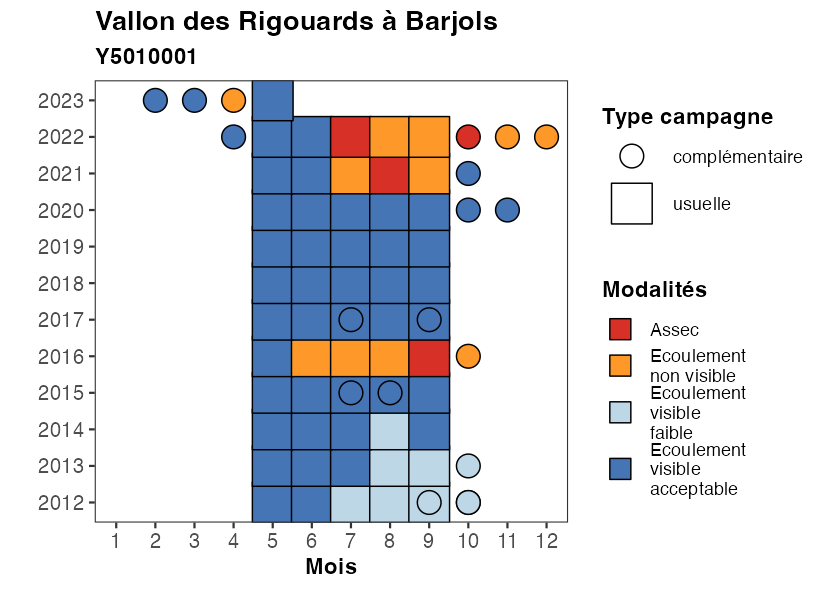 Vallon des Rigouards à Barjols
Y5010001
2023
2022
2021
2020
2019
2018
2017
2016
2015
2014
2013
2012
1 2 3 4 5 6 7 8 9 10 11 12
Mois
Type campagne
complémentaire
usuelle
Modalités
Assec
Ecoulement
non visible
Ecoulement
visible
faible
Ecoulement
visible
acceptable